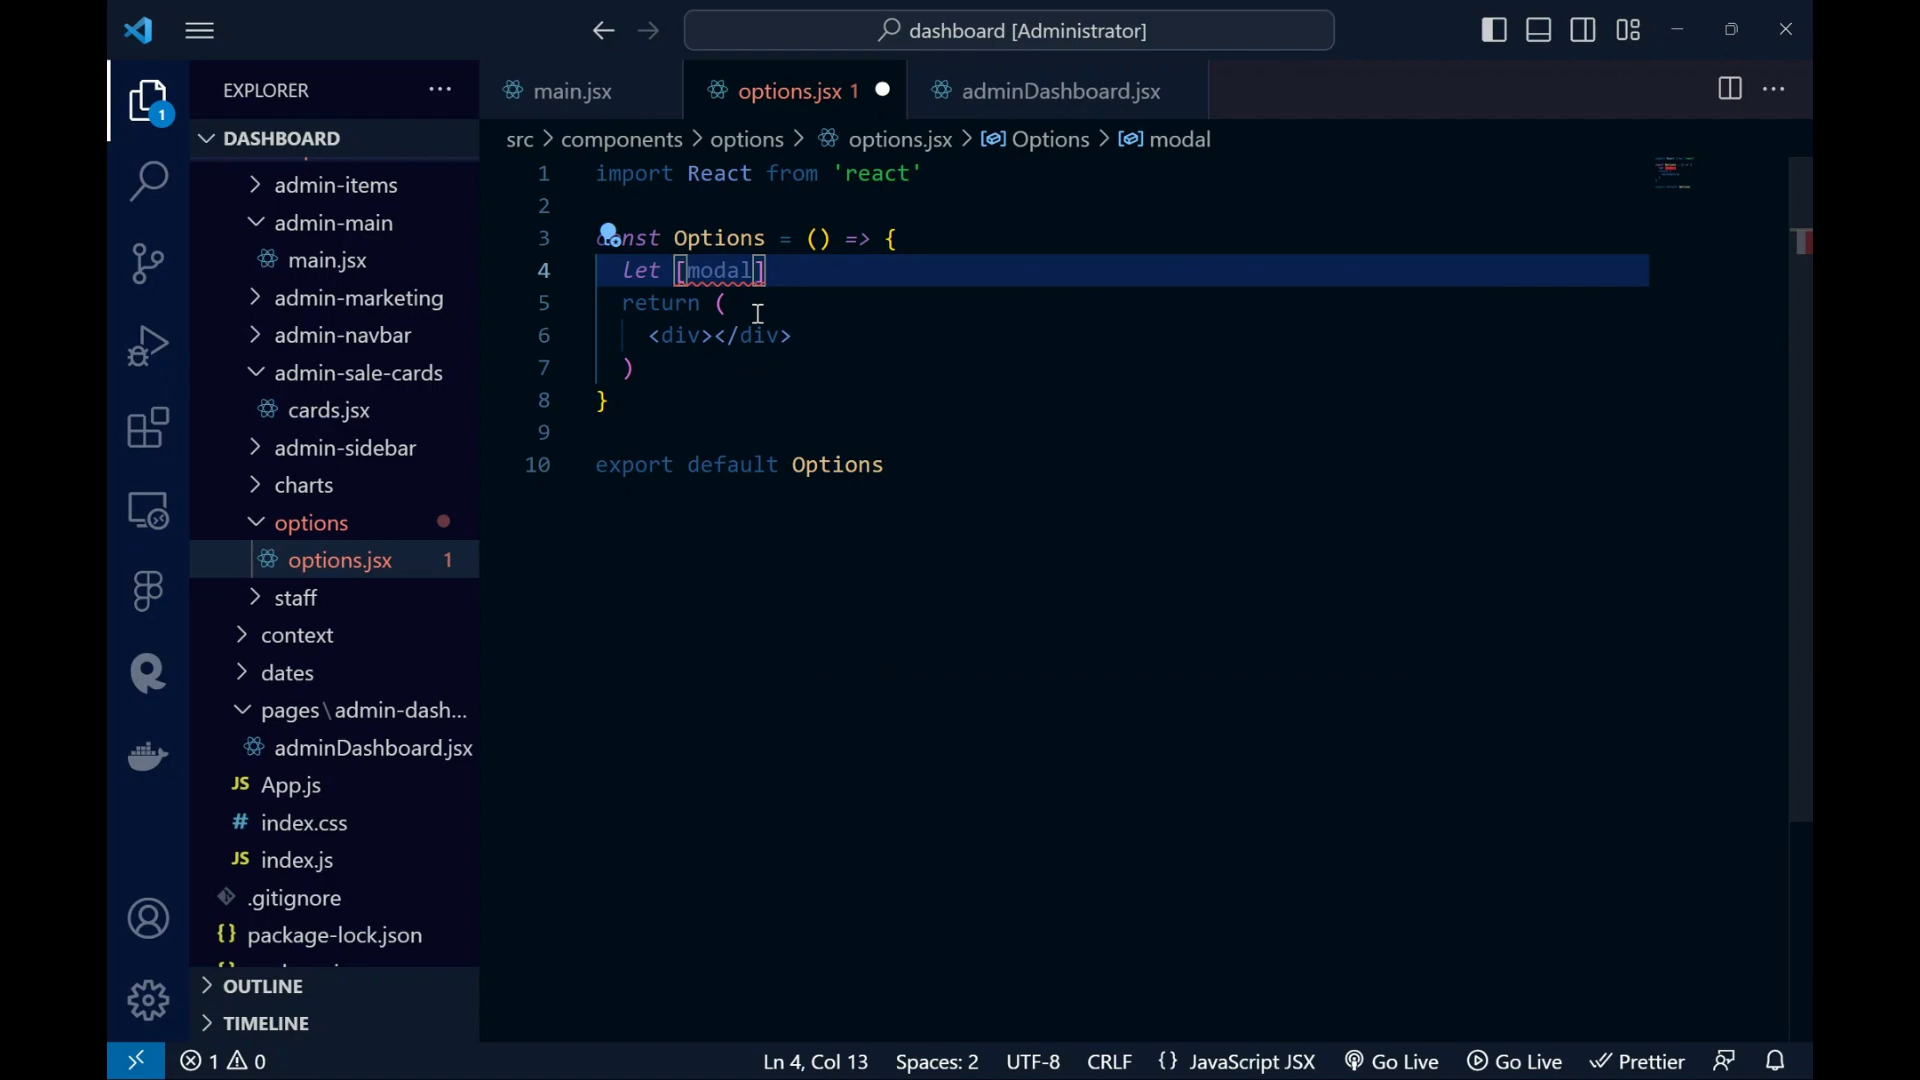 dashboard [Administrator]
EXPLORER
main.jsx
options.jsx 1
adminDashboard.jsx
1
DASHBOARD
src > components > options > options.jsx > Options > modal
admin-items
admin-main
main.jsx
admin-marketing
admin-navbar
admin-sale-cards
cards.jsx
admin-sidebar
charts
options
options.jsx 1
staff
context
dates
pages\admin-dash...
adminDashboard.jsx
JS App.js
# index.css
JS index.js
.gitignore
{} package-lock.json
OUTLINE
TIMELINE
1 import React from 'react'
2
3 const Options = () => {
4 let [modal]
5 return (
6 <div></div>
7 )
8 }
9
10 export default Options
1 0
Ln 4, Col 13
Spaces: 2
UTF-8
CRLF
{} JavaScript JSX
Go Live
Go Live
Prettier